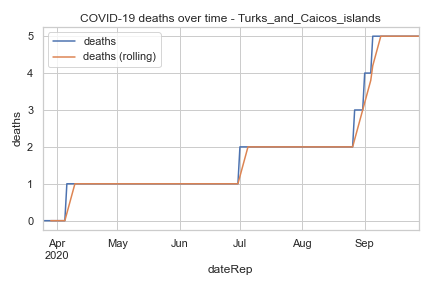 COVID-19 deaths over time - Turks_and_Caicos_islands
deaths
deaths (rolling)
deaths
5
4
3
2
1
0
Apr
2020
May
Jun
Jul
Aug
Sep
dateRep